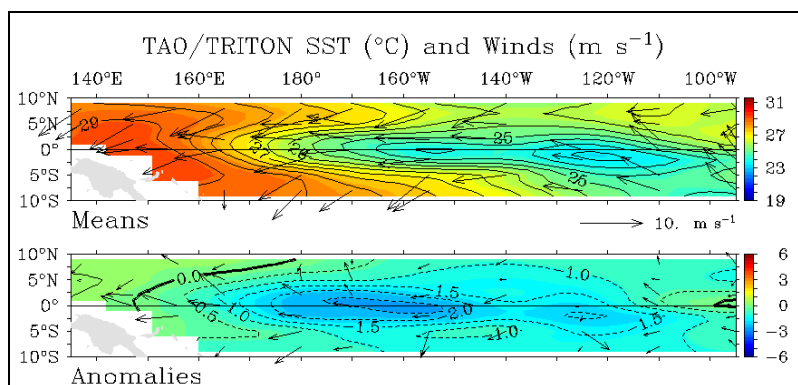 TAO/TRITON SST (°C) and Winds (m s⁻¹)
140°E 160°E 180° 160°W 140°W 120°W 100°W
10°N
5°N
0°
5°S
10°S
29
27
26
25
25
31
27
23
19
Means
10. m s⁻¹
10°N
5°N
0°
5°S
10°S
0.0
0.5
1.0
1.5
1.5
2.0
1.0
1.0
1.5
6
3
0
−3
−6
Anomalies